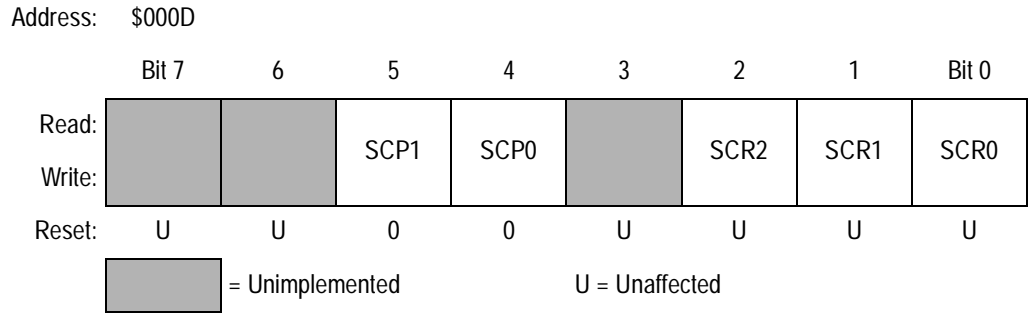 Address: $000D
Bit 7 6 5 4 3 2 1 Bit 0
Read:
SCP1 SCP0 SCR2 SCR1 SCR0
Write:
Reset: U U 0 0 U U U U
= Unimplemented U = Unaffected